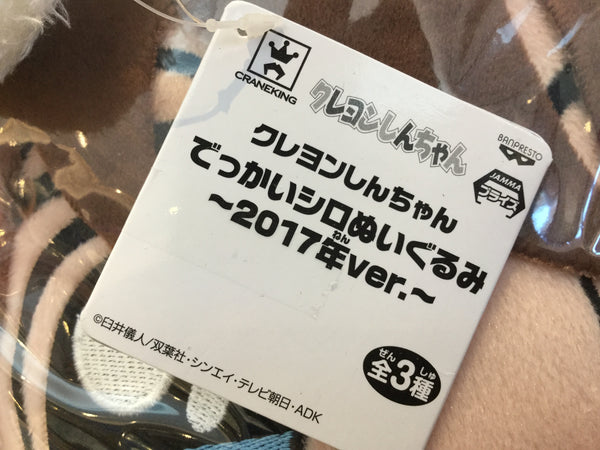 CRANEKING
クレヨンしんちゃん
BANPRESTO
JAMMA
プライズ
クレヨンしんちゃん
でっかいシロぬいぐるみ
~2017年ver.~
ねん
©臼井儀人/双葉社・シンエイ・テレビ朝日・ADK
ぜん しゅ
全3種